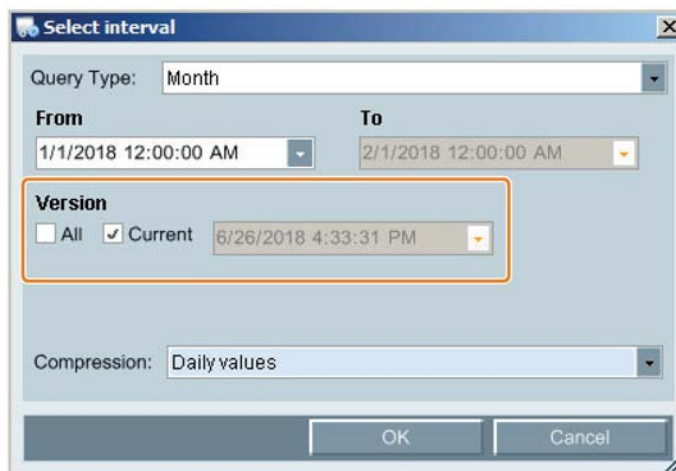 Select interval
Query Type: Month
From To
1/1/2018 12:00:00 AM 2/1/2018 12:00:00 AM
Version
All Current 6/26/2018 4:33:31 PM
Compression: Daily values
OK Cancel